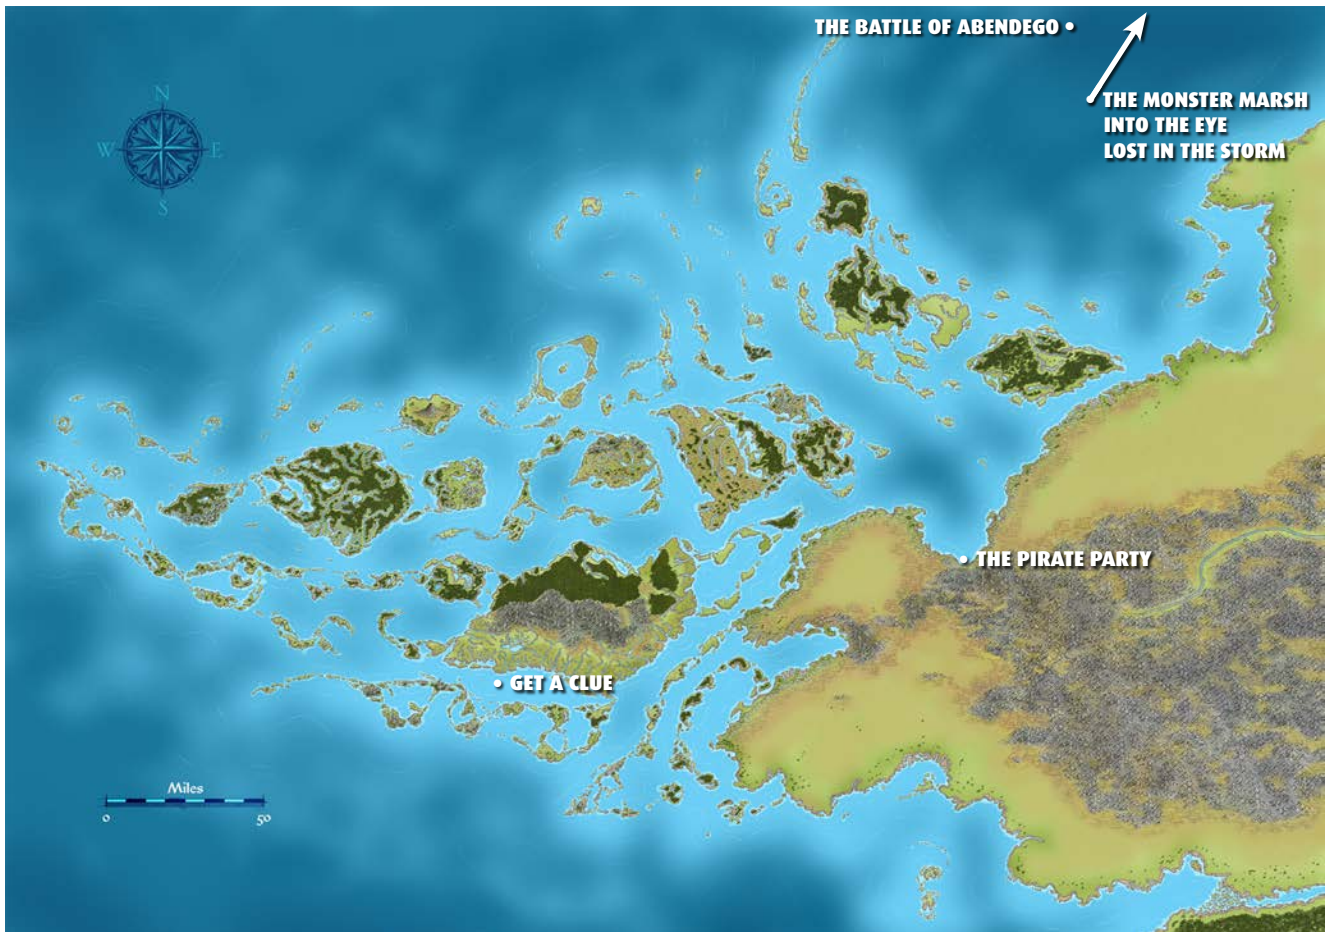 THE BATTLE OF ABENDEGO •
N
THE MONSTER MARSH
INTO THE EYE
W E
LOST IN THE STORM
S
• THE PIRATE PARTY
• GET A CLUE
Miles
0 50